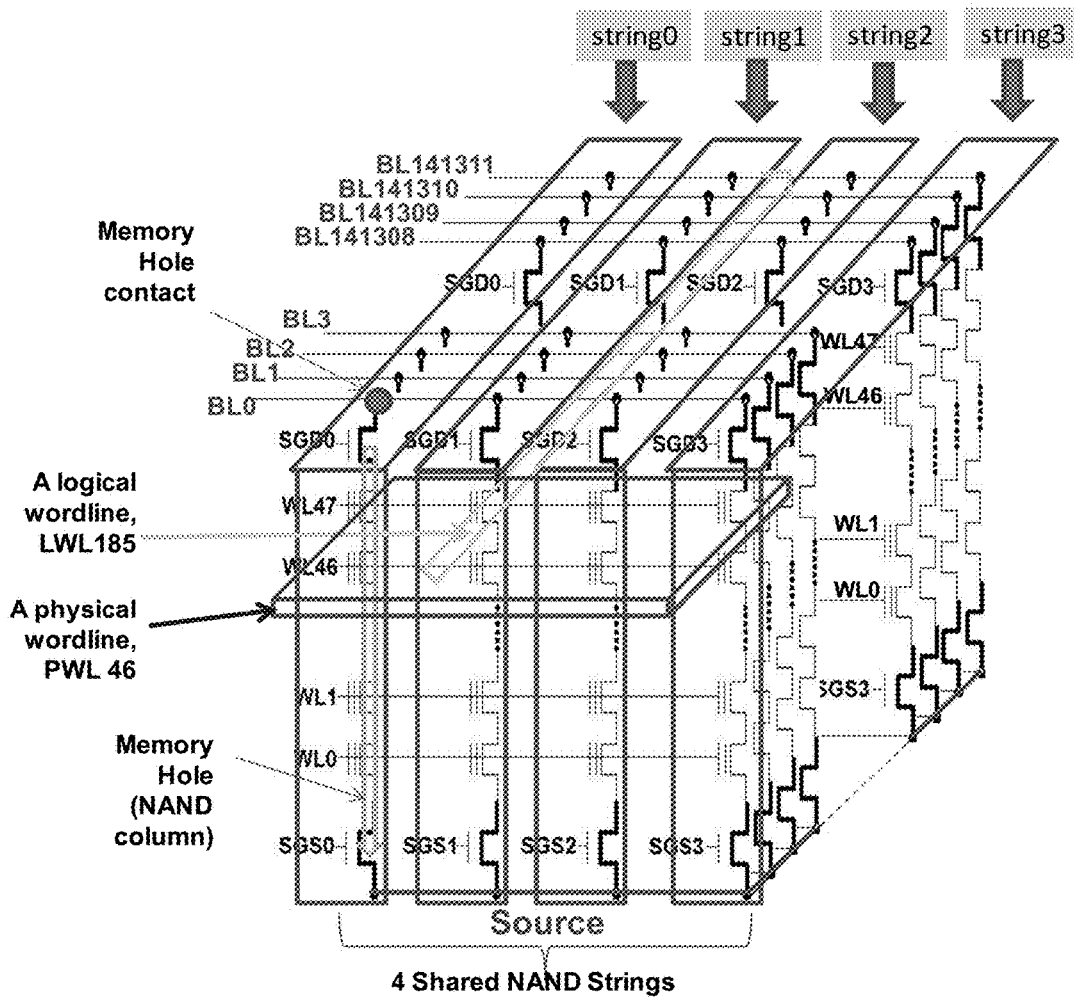 string0 string1 string2 string3
BL141311
BL141310
BL141309
BL141308
Memory
Hole
contact
SGD0 SGD1 SGD2 SGD3
BL3
BL2
BL1
BL0
WL47
WL46
SGD0 SGD1 SGD2 SGD3
A logical
wordline,
LWL185
WL47
WL46
WL1
WL0
A physical
wordline,
PWL 46
WL1
WL0
SGS3
Memory
Hole
(NAND
column)
SGS0 SGS1 SGS2 SGS3
Source
4 Shared NAND Strings